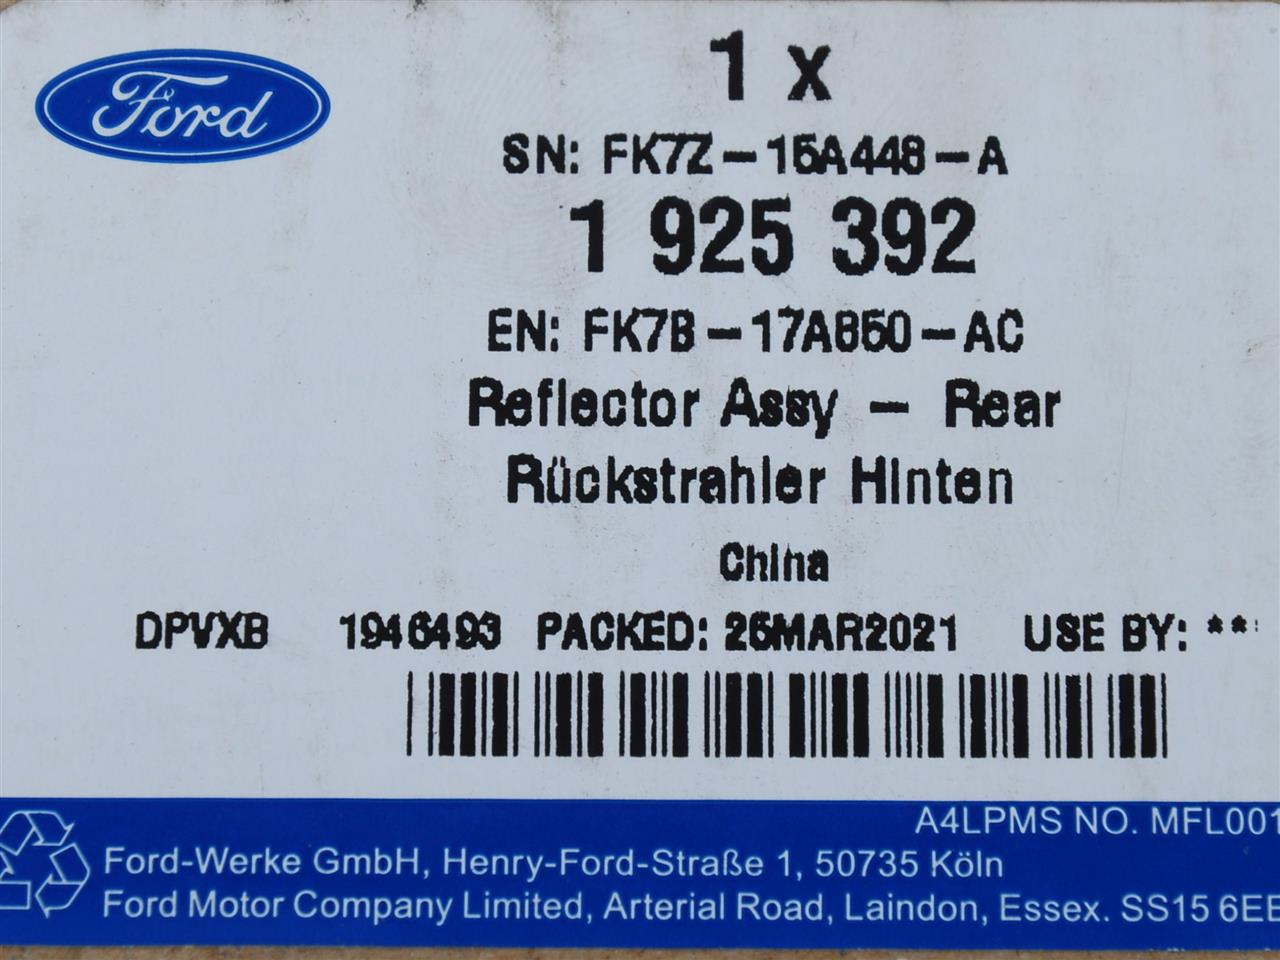 Ford
1 x
SN: FK7Z-15A448-A
1 925 392
EN: FK7B-17A850-AC
Reflector Assy - Rear
Rückstrahler Hinten
China
DPVXB 1946493 PACKED: 25MAR2021 USE BY: **
A4LPMS NO. MFL001
Ford-Werke GmbH, Henry-Ford-Straße 1, 50735 Köln
Ford Motor Company Limited, Arterial Road, Laindon, Essex. SS15 6EE